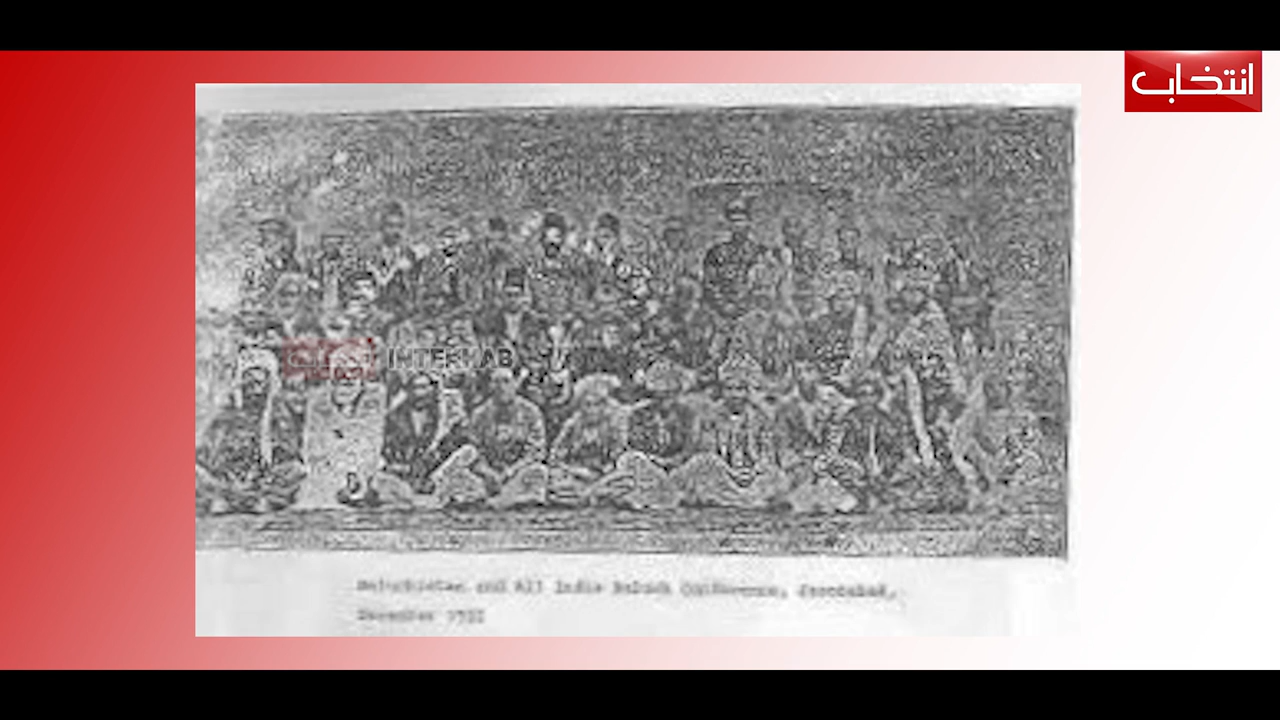 انتخاب
INTEKHAB
Baluchistan and All India Baluch Conference, Jacobabad,
December 1932